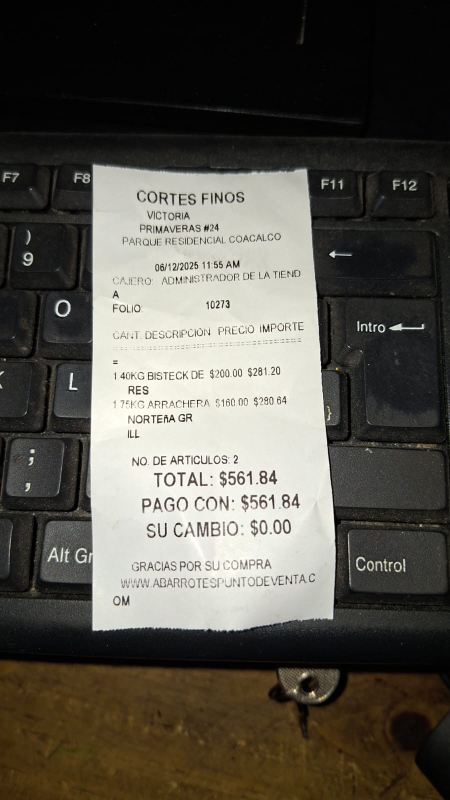 F7
F8
F11
F12
)
9
O
Intro
K
L
}
;
,
Alt Gr
Control
CORTES FINOS
VICTORIA
PRIMAVERAS #24
PARQUE RESIDENCIAL COACALCO
06/12/2025 11:55 AM
CAJERO: ADMINISTRADOR DE LA TIEND
A
FOLIO: 10273
CANT. DESCRIPCION PRECIO IMPORTE
=
1.40KG BISTECK DE $200.00 $281.20
RES
1.75KG ARRACHERA $160.00 $280.64
NORTEñA GR
ILL
NO. DE ARTICULOS: 2
TOTAL: $561.84
PAGO CON: $561.84
SU CAMBIO: $0.00
GRACIAS POR SU COMPRA
WWW.ABARROTESPUNTODEVENTA.C
OM